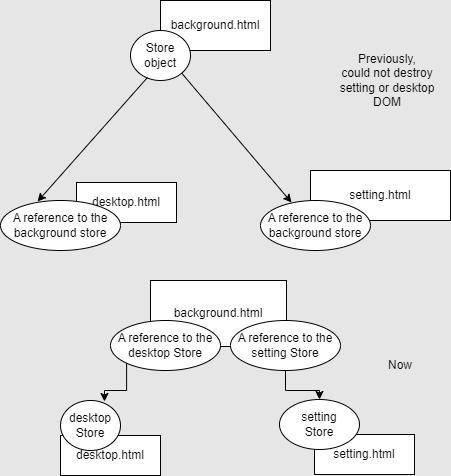 background.html
Store
object
Previously,
could not destroy
setting or desktop
DOM
desktop.html
A reference to the
background store
setting.html
A reference to the
background store
background.html
A reference to the
desktop Store
A reference to the
setting Store
Now
desktop
Store
desktop.html
setting
Store
setting.html